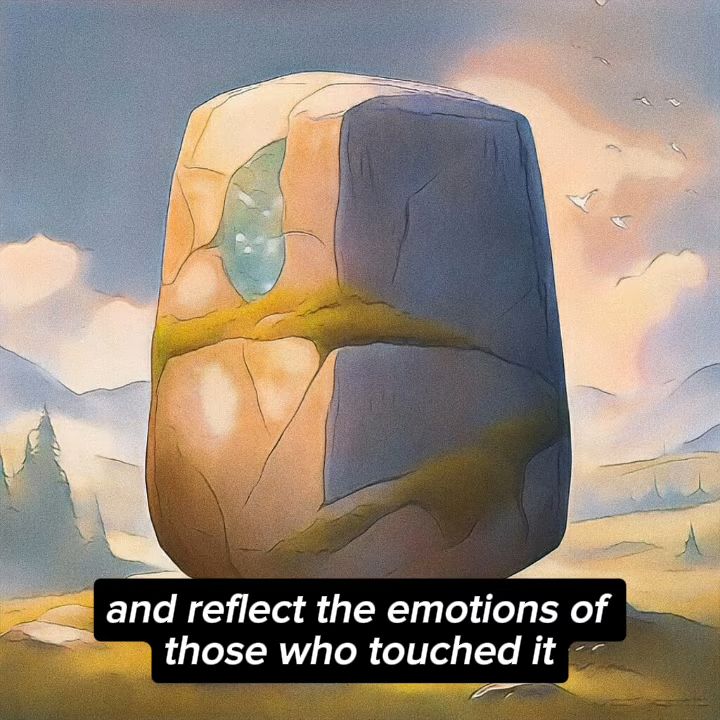 and reflect the emotions of
those who touched it